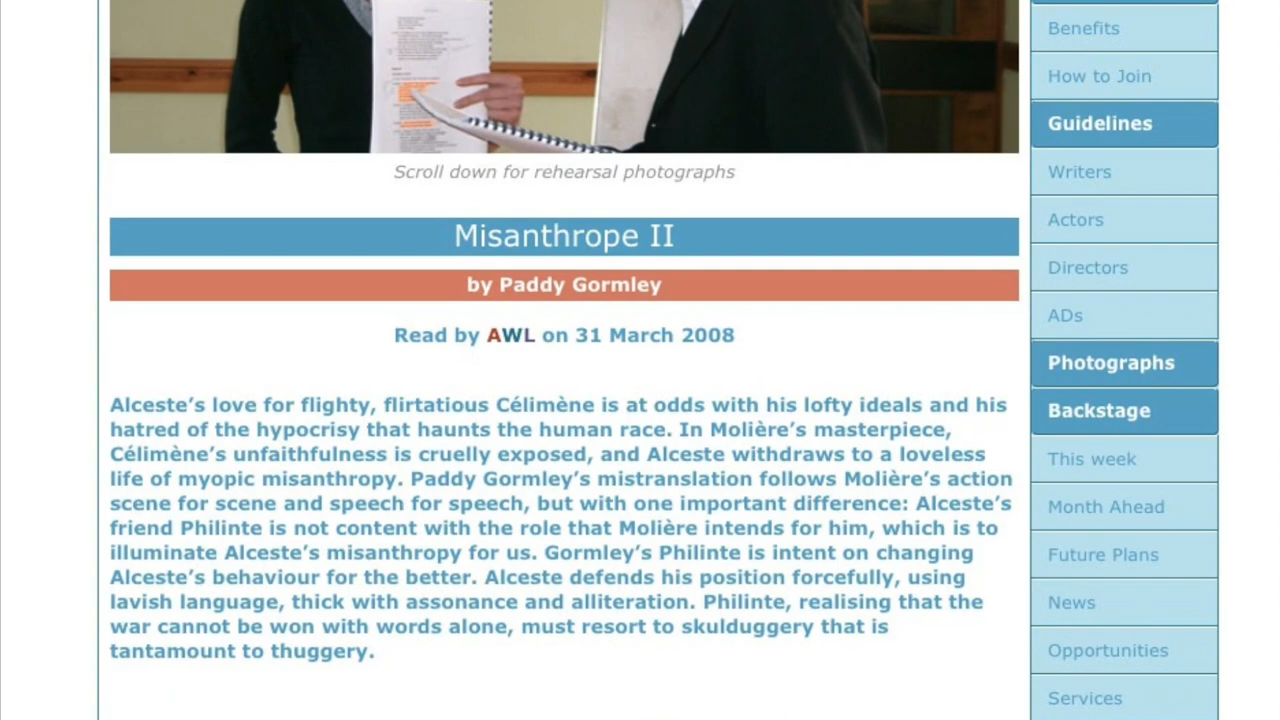 Scroll down for rehearsal photographs
Misanthrope II
by Paddy Gormley
Read by AWL on 31 March 2008
Alceste’s love for flighty, flirtatious Célimène is at odds with his lofty ideals and his
hatred of the hypocrisy that haunts the human race. In Molière’s masterpiece,
Célimène’s unfaithfulness is cruelly exposed, and Alceste withdraws to a loveless
life of myopic misanthropy. Paddy Gormley’s mistranslation follows Molière’s action
scene for scene and speech for speech, but with one important difference: Alceste’s
friend Philinte is not content with the role that Molière intends for him, which is to
illuminate Alceste’s misanthropy for us. Gormley’s Philinte is intent on changing
Alceste’s behaviour for the better. Alceste defends his position forcefully, using
lavish language, thick with assonance and alliteration. Philinte, realising that the
war cannot be won with words alone, must resort to skulduggery that is
tantamount to thuggery.
Benefits
How to Join
Guidelines
Writers
Actors
Directors
ADs
Photographs
Backstage
This week
Month Ahead
Future Plans
News
Opportunities
Services